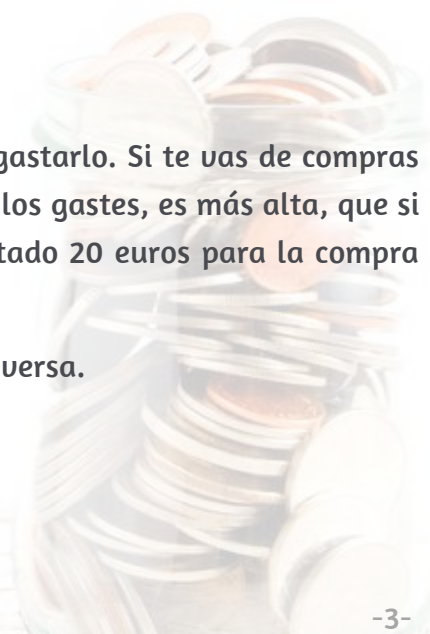 gastarlo. Si te vas de compras
los gastes, es más alta, que si
tado 20 euros para la compra
versa.
-3-